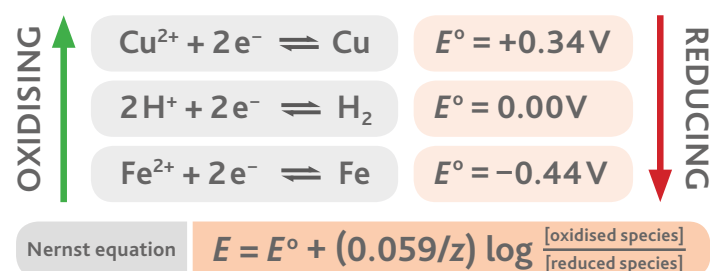 OXIDISING
Cu²⁺ + 2e⁻ ⇌ Cu
E° = +0.34 V
2H⁺ + 2e⁻ ⇌ H₂
E° = 0.00V
Fe²⁺ + 2e⁻ ⇌ Fe
E° = −0.44 V
REDUCING
Nernst equation
E = E° + (0.059/z) log [oxidised species]/[reduced species]